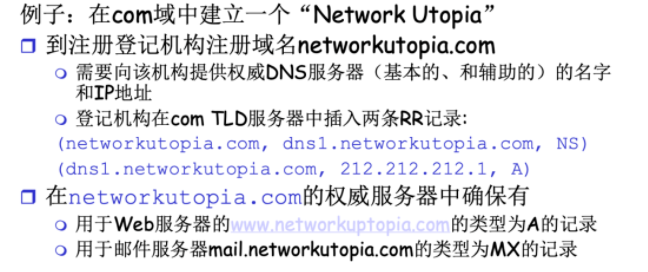 例子：在com域中建立一个“Network Utopia”
到注册登记机构注册域名networkutopia.com
需要向该机构提供权威DNS服务器（基本的、和辅助的）的名字
和IP地址
登记机构在com TLD服务器中插入两条RR记录:
(networkutopia.com, dns1.networkutopia.com, NS)
(dns1.networkutopia.com, 212.212.212.1, A)
在networkutopia.com的权威服务器中确保有
用于Web服务器的www.networkuptopia.com的类型为A的记录
用于邮件服务器mail.networkutopia.com的类型为MX的记录